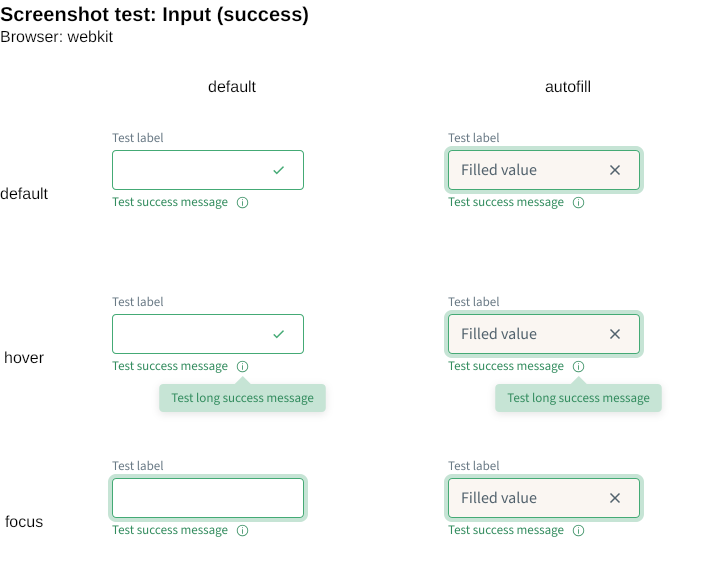 Screenshot test: Input (success)
Browser: webkit
default autofill
Test label Test label
Filled value
default
Test success message Test success message
Test label Test label
Filled value
hover
Test success message Test success message
Test long success message Test long success message
Test label Test label
Filled value
focus
Test success message Test success message